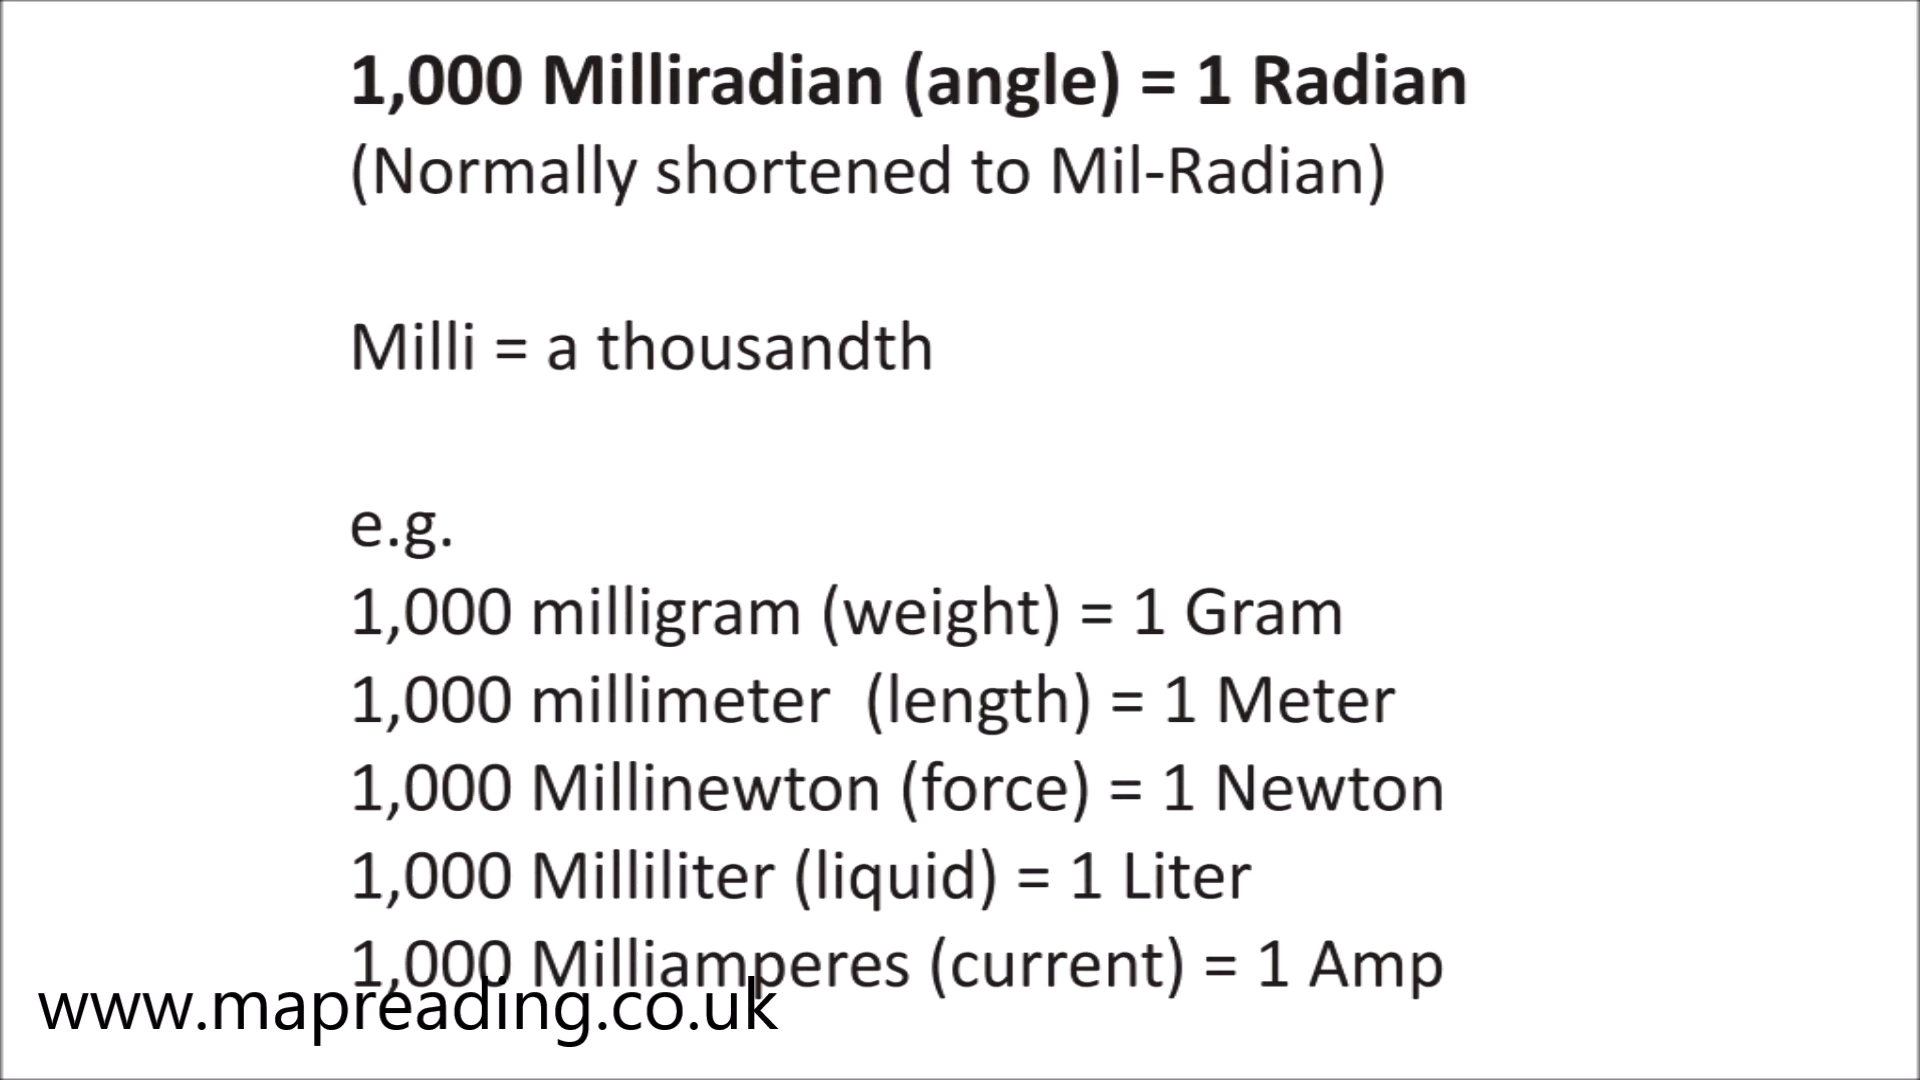 1,000 Milliradian (angle) = 1 Radian
(Normally shortened to Mil-Radian)
Milli = a thousandth
e.g.
1,000 milligram (weight) = 1 Gram
1,000 millimeter  (length) = 1 Meter
1,000 Millinewton (force) = 1 Newton
1,000 Milliliter (liquid) = 1 Liter
1,000 Milliamperes (current) = 1 Amp
www.mapreading.co.uk